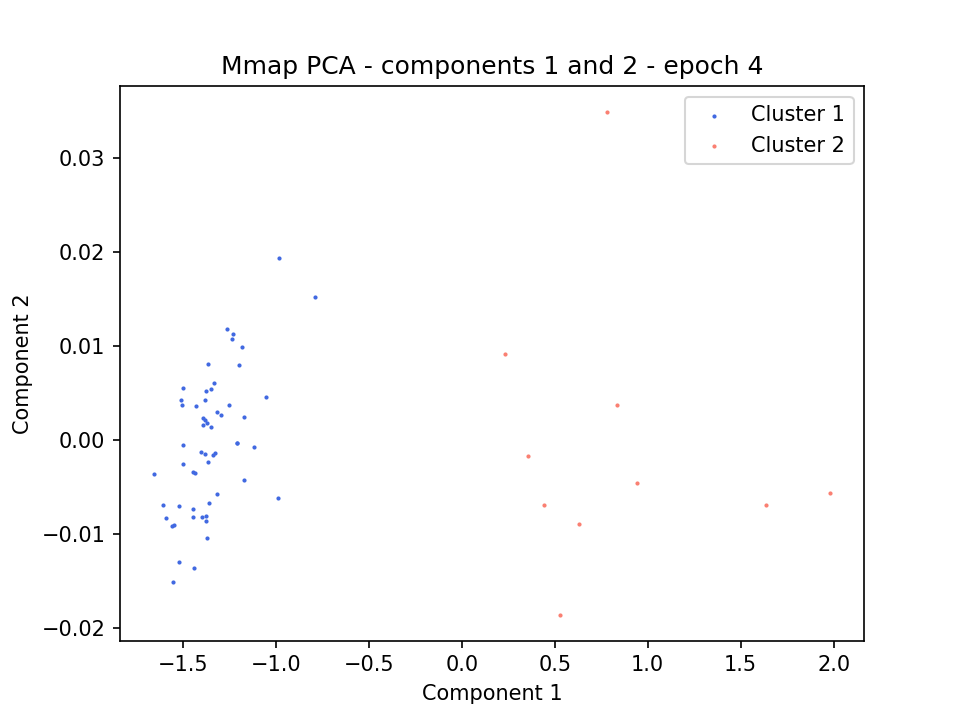 Mmap PCA - components 1 and 2 - epoch 4
Cluster 1
Cluster 2
0.03
0.02
0.01
0.00
−0.01
−0.02
Component 2
−1.5
−1.0
−0.5
0.0
0.5
1.0
1.5
2.0
Component 1